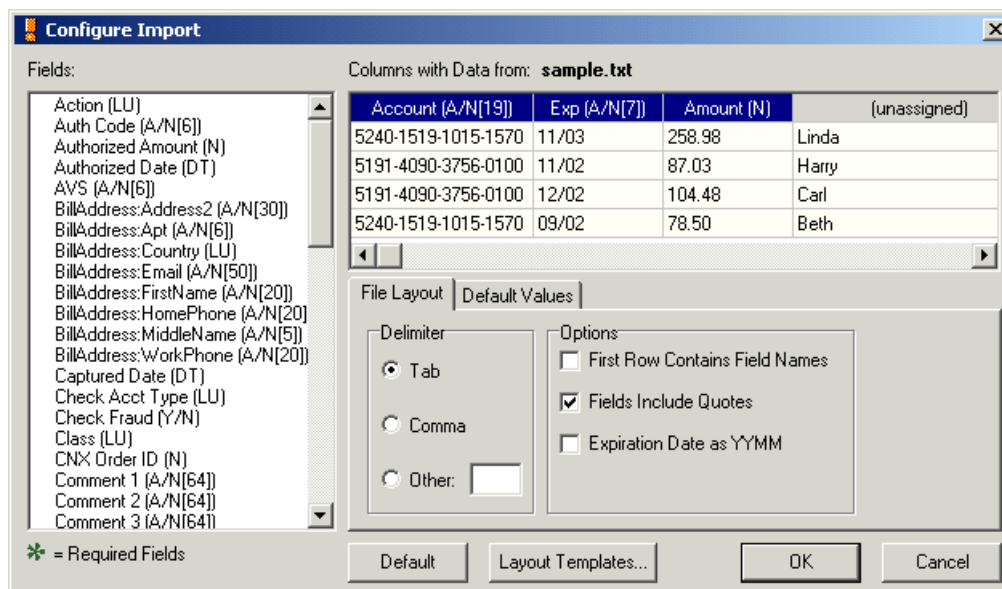 Configure Import
Fields:
Action (LU)
Auth Code (A/N[6])
Authorized Amount (N)
Authorized Date (DT)
AVS (A/N[6])
BillAddress:Address2 (A/N[30])
BillAddress:Apt (A/N[6])
BillAddress:Country (LU)
BillAddress:Email (A/N[50])
BillAddress:FirstName (A/N[20])
BillAddress:HomePhone (A/N[20]
BillAddress:MiddleName (A/N[5])
BillAddress:WorkPhone (A/N[20])
Captured Date (DT)
Check Acct Type (LU)
Check Fraud (Y/N)
Class (LU)
CNX Order ID (N)
Comment 1 (A/N[64])
Comment 2 (A/N[64])
Comment 3 (A/N[64])
= Required Fields
Columns with Data from: sample.txt
Account (A/N[19]) Exp (A/N[7]) Amount (N) (unassigned)
5240-1519-1015-1570 11/03 258.98 Linda
5191-4090-3756-0100 11/02 87.03 Harry
5191-4090-3756-0100 12/02 104.48 Carl
5240-1519-1015-1570 09/02 78.50 Beth
File Layout Default Values
Delimiter
Tab
Comma
Other:
Options
First Row Contains Field Names
Fields Include Quotes
Expiration Date as YYMM
Default Layout Templates... OK Cancel